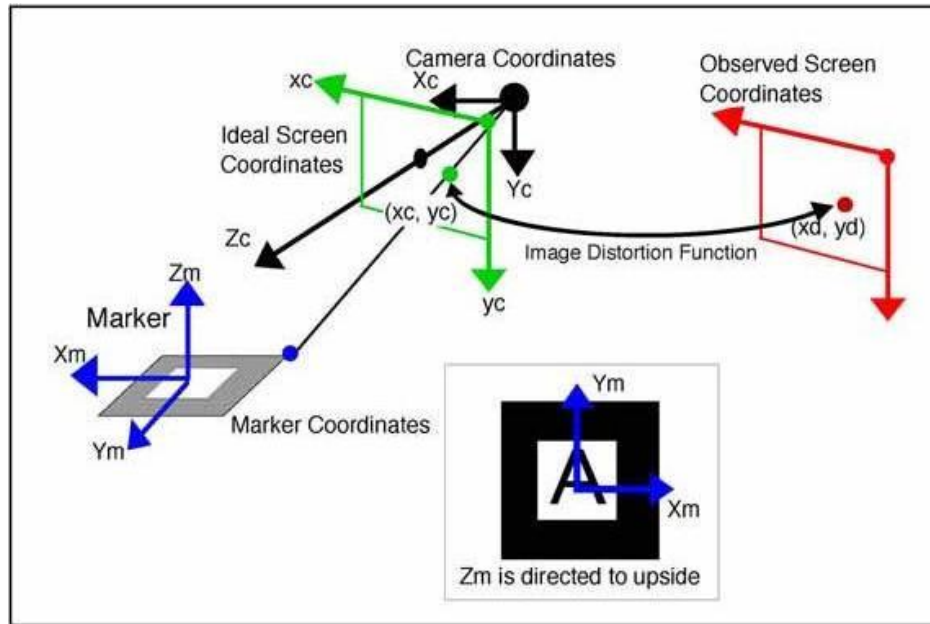 Camera Coordinates
xc
Xc
Observed Screen
Coordinates
Ideal Screen
Coordinates
Yc
(xc, yc)
(xd, yd)
Zc
Image Distortion Function
Zm
yc
Marker
Xm
Ym
Marker Coordinates
Ym
A
Xm
Zm is directed to upside